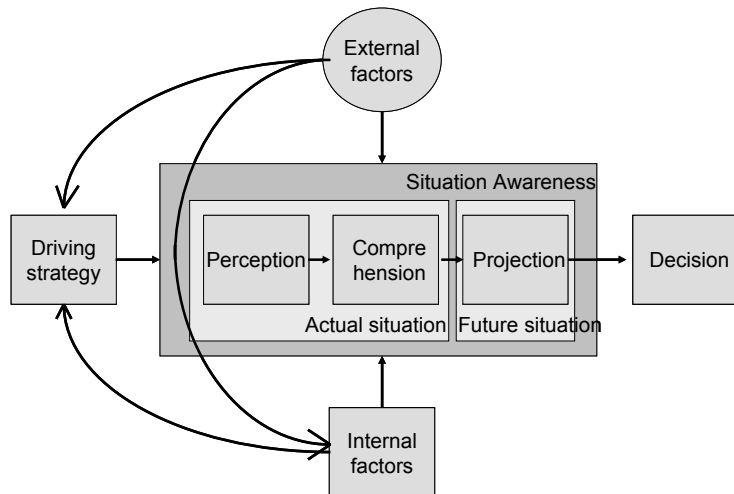 External
factors
Situation Awareness
Driving
strategy
Perception
Compre
hension
Projection
Decision
Actual situation
Future situation
Internal
factors